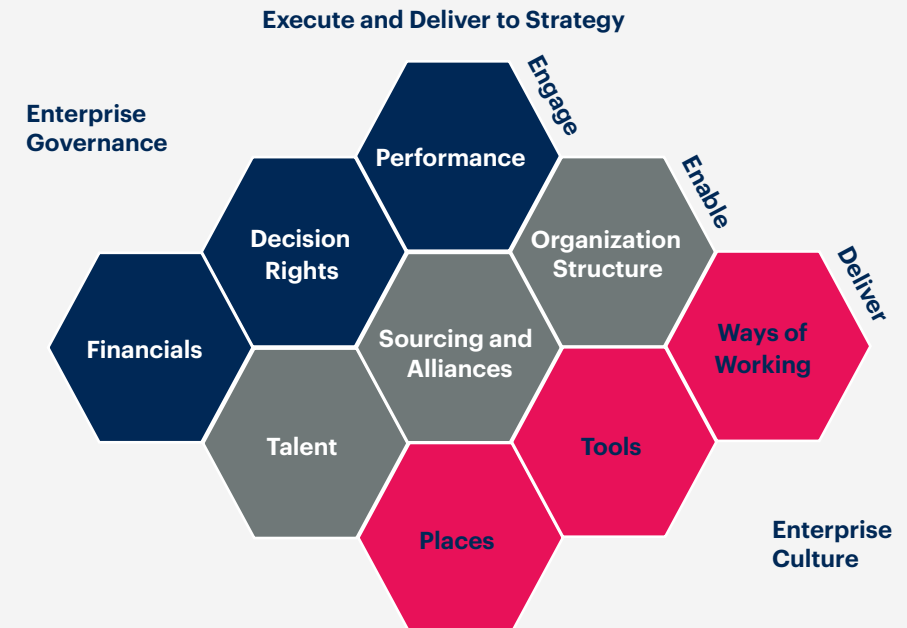 Execute and Deliver to Strategy
Engage
Enterprise
Governance
Performance
Enable
Decision
Rights
Organization
Structure
Deliver
Financials
Sourcing and
Alliances
Ways of
Working
Talent
Tools
Places
Enterprise
Culture